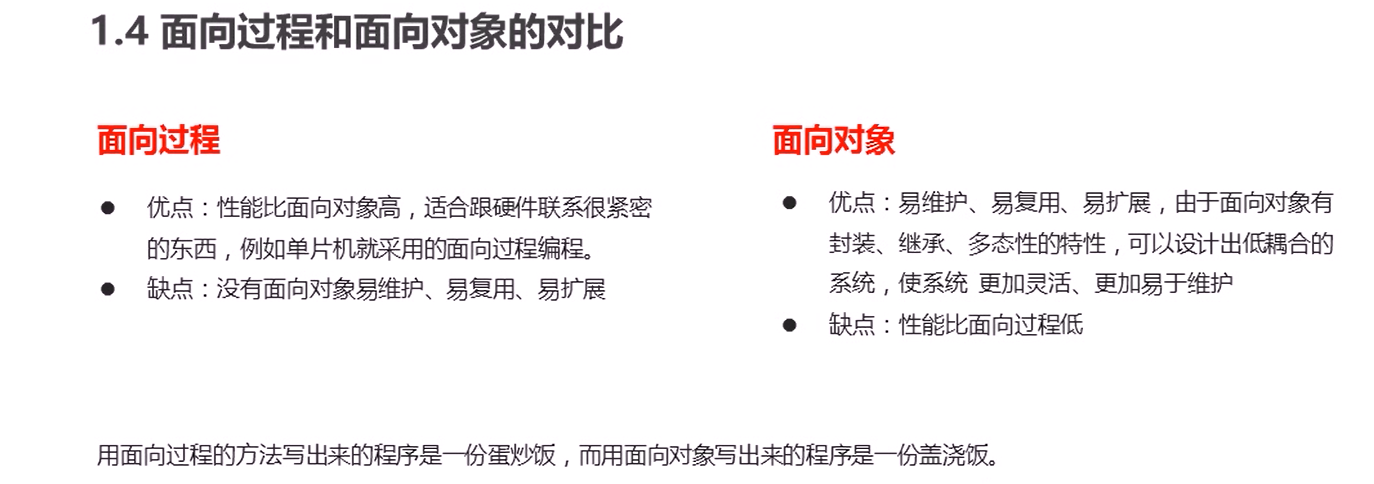 1.4 面向过程和面向对象的对比
面向过程
● 优点：性能比面向对象高，适合跟硬件联系很紧密
的东西，例如单片机就采用的面向过程编程。
● 缺点：没有面向对象易维护、易复用、易扩展
面向对象
● 优点：易维护、易复用、易扩展，由于面向对象有
封装、继承、多态性的特性，可以设计出低耦合的
系统，使系统 更加灵活、更加易于维护
● 缺点：性能比面向过程低
用面向过程的方法写出来的程序是一份蛋炒饭，而用面向对象写出来的程序是一份盖浇饭。